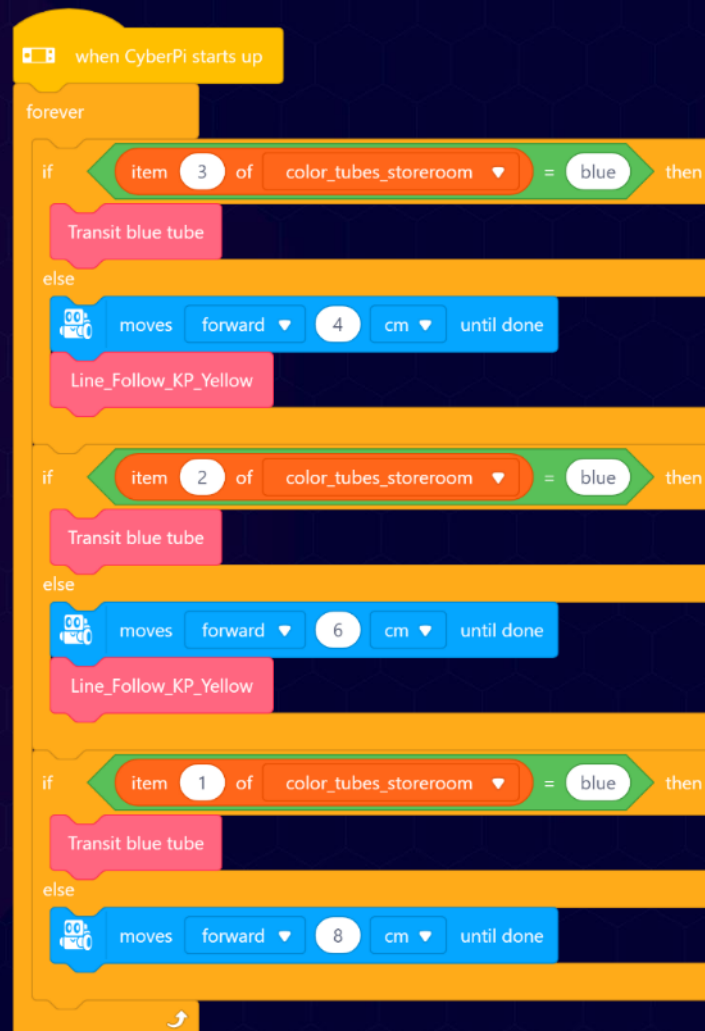 when CyberPi starts up
forever
if item 3 of color_tubes_storeroom = blue then
Transit blue tube
else
moves forward 4 cm until done
Line_Follow_KP_Yellow
if item 2 of color_tubes_storeroom = blue then
Transit blue tube
else
moves forward 6 cm until done
Line_Follow_KP_Yellow
if item 1 of color_tubes_storeroom = blue then
Transit blue tube
else
moves forward 8 cm until done